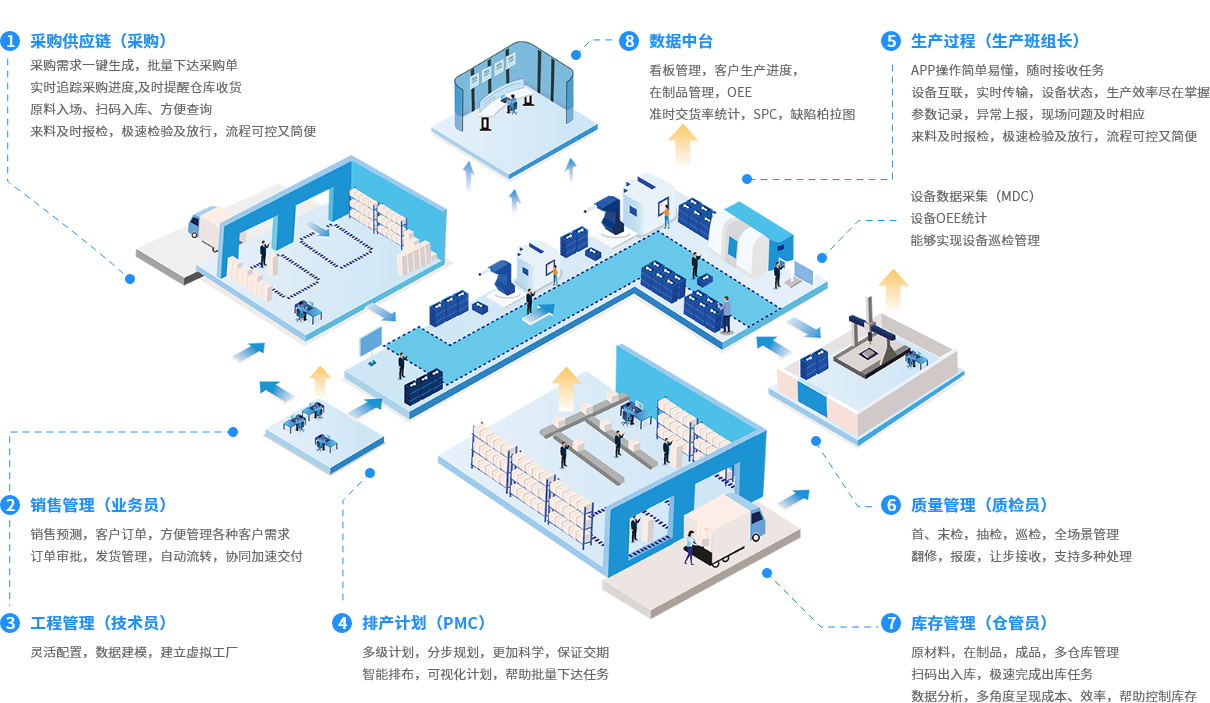 1 采购供应链（采购）
采购需求一键生成，批量下达采购单
实时追踪采购进度,及时提醒仓库收货
原料入场、扫码入库、方便查询
来料及时报检，极速检验及放行，流程可控又简便
8 数据中台
看板管理，客户生产进度，
在制品管理，OEE
准时交货率统计，SPC，缺陷柏拉图
5 生产过程（生产班组长）
APP操作简单易懂，随时接收任务
设备互联，实时传输，设备状态，生产效率尽在掌握
参数记录，异常上报，现场问题及时相应
来料及时报检，极速检验及放行，流程可控又简便
设备数据采集（MDC）
设备OEE统计
能够实现设备巡检管理
2 销售管理（业务员）
销售预测，客户订单，方便管理各种客户需求
订单审批，发货管理，自动流转，协同加速交付
6 质量管理（质检员）
首、末检，抽检，巡检，全场景管理
翻修，报废，让步接收，支持多种处理
3 工程管理（技术员）
灵活配置，数据建模，建立虚拟工厂
4 排产计划（PMC）
多级计划，分步规划，更加科学，保证交期
智能排布，可视化计划，帮助批量下达任务
7 库存管理（仓管员）
原材料，在制品，成品，多仓库管理
扫码出入库，极速完成出库任务
数据分析，多角度呈现成本、效率，帮助控制库存